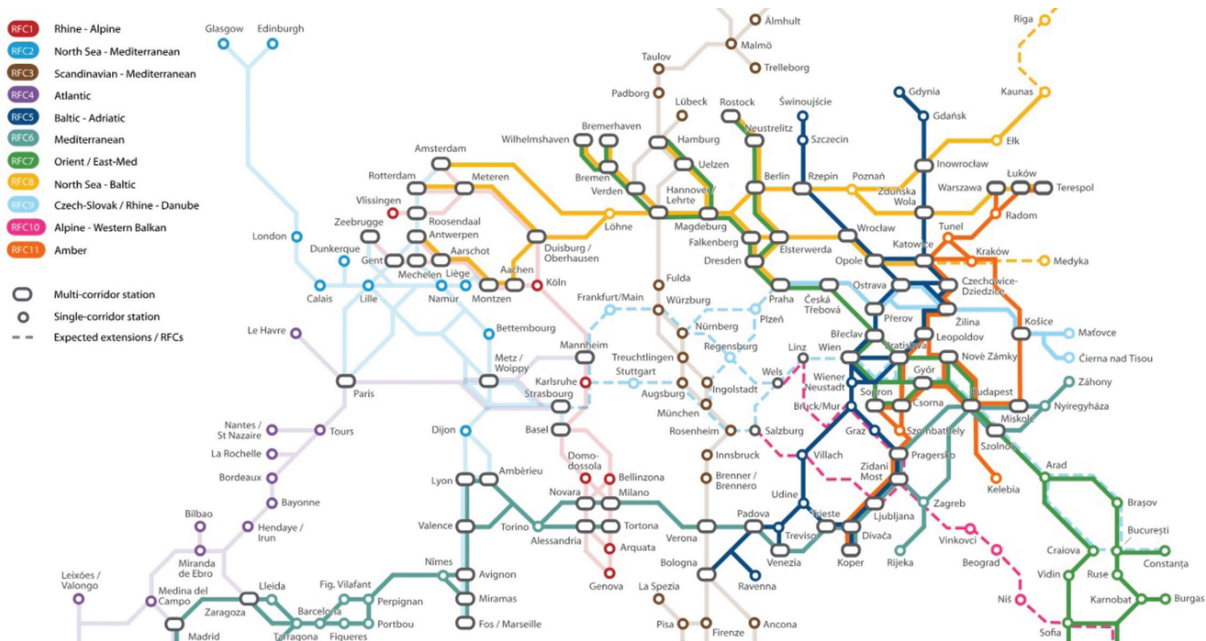 RFC1 Rhine - Alpine
RFC2 North Sea - Mediterranean
RFC3 Scandinavian - Mediterranean
RFC4 Atlantic
RFC5 Baltic - Adriatic
RFC6 Mediterranean
RFC7 Orient / East-Med
RFC8 North Sea - Baltic
RFC9 Czech-Slovak / Rhine - Danube
RFC10 Alpine - Western Balkan
RFC11 Amber
Multi-corridor station
Single-corridor station
Expected extensions / RFCs
Glasgow
Edinburgh
London
Dunkerque
Calais
Lille
Le Havre
Paris
Nantes /
St Nazaire
Tours
La Rochelle
Bordeaux
Bayonne
Bilbao
Hendaye /
Irun
Miranda
de Ebro
Leixões /
Valongo
Medina del
Campo
Madrid
Zaragoza
Lleida
Tarragona
Barcelona
Fig. Vilafant
Figueres
Perpignan
Portbou
Nîmes
Avignon
Miramas
Fos / Marseille
Valence
Lyon
Ambèrieu
Dijon
Metz /
Woippy
Bettembourg
Namur
Liège
Montzen
Aachen
Aarschot
Mechelen
Gent
Zeebrugge
Antwerpen
Roosendaal
Vlissingen
Rotterdam
Amsterdam
Meteren
Duisburg /
Oberhausen
Köln
Löhne
Wilhelmshaven
Bremerhaven
Bremen
Verden
Hannover /
Lehrte
Magdeburg
Uelzen
Hamburg
Lübeck
Padborg
Taulov
Älmhult
Malmö
Trelleborg
Rostock
Neustrelitz
Berlin
Falkenberg
Elsterwerda
Dresden
Świnoujście
Szczecin
Rzepin
Poznań
Gdynia
Gdańsk
Inowrocław
Zduńska
Wola
Warszawa
Łuków
Terespol
Radom
Tunel
Kraków
Medyka
Riga
Kaunas
Ełk
Wrocław
Opole
Katowice
Czechowice-
Dziedzice
Ostrava
Praha
Česká
Třebová
Přerov
Žilina
Košice
Maťovce
Čierna nad Tisou
Břeclav
Leopoldov
Bratislava
Nové Zámky
Wien
Győr
Wiener
Neustadt
Sopron
Csorna
Budapest
Záhony
Nyíregyháza
Miskolc
Szolnok
Szombathely
Kelebia
Bruck/Mur
Graz
Pragersko
Zidani
Most
Zagreb
Ljubljana
Rijeka
Divača
Koper
Trieste
Villach
Udine
Treviso
Venezia
Padova
Ravenna
Bologna
Verona
Fulda
Würzburg
Frankfurt/Main
Nürnberg
Plzeň
Regensburg
Treuchtlingen
Stuttgart
Augsburg
Ingolstadt
München
Rosenheim
Wels
Linz
Salzburg
Innsbruck
Brenner /
Brennero
Mannheim
Karlsruhe
Strasbourg
Basel
Domo-
dossola
Bellinzona
Novara
Milano
Torino
Alessandria
Tortona
Arquata
Genova
La Spezia
Pisa
Firenze
Ancona
Vinkovci
Beograd
Niš
Sofia
Vidin
Craiova
Arad
Brașov
București
Constanța
Ruse
Karnobat
Burgas